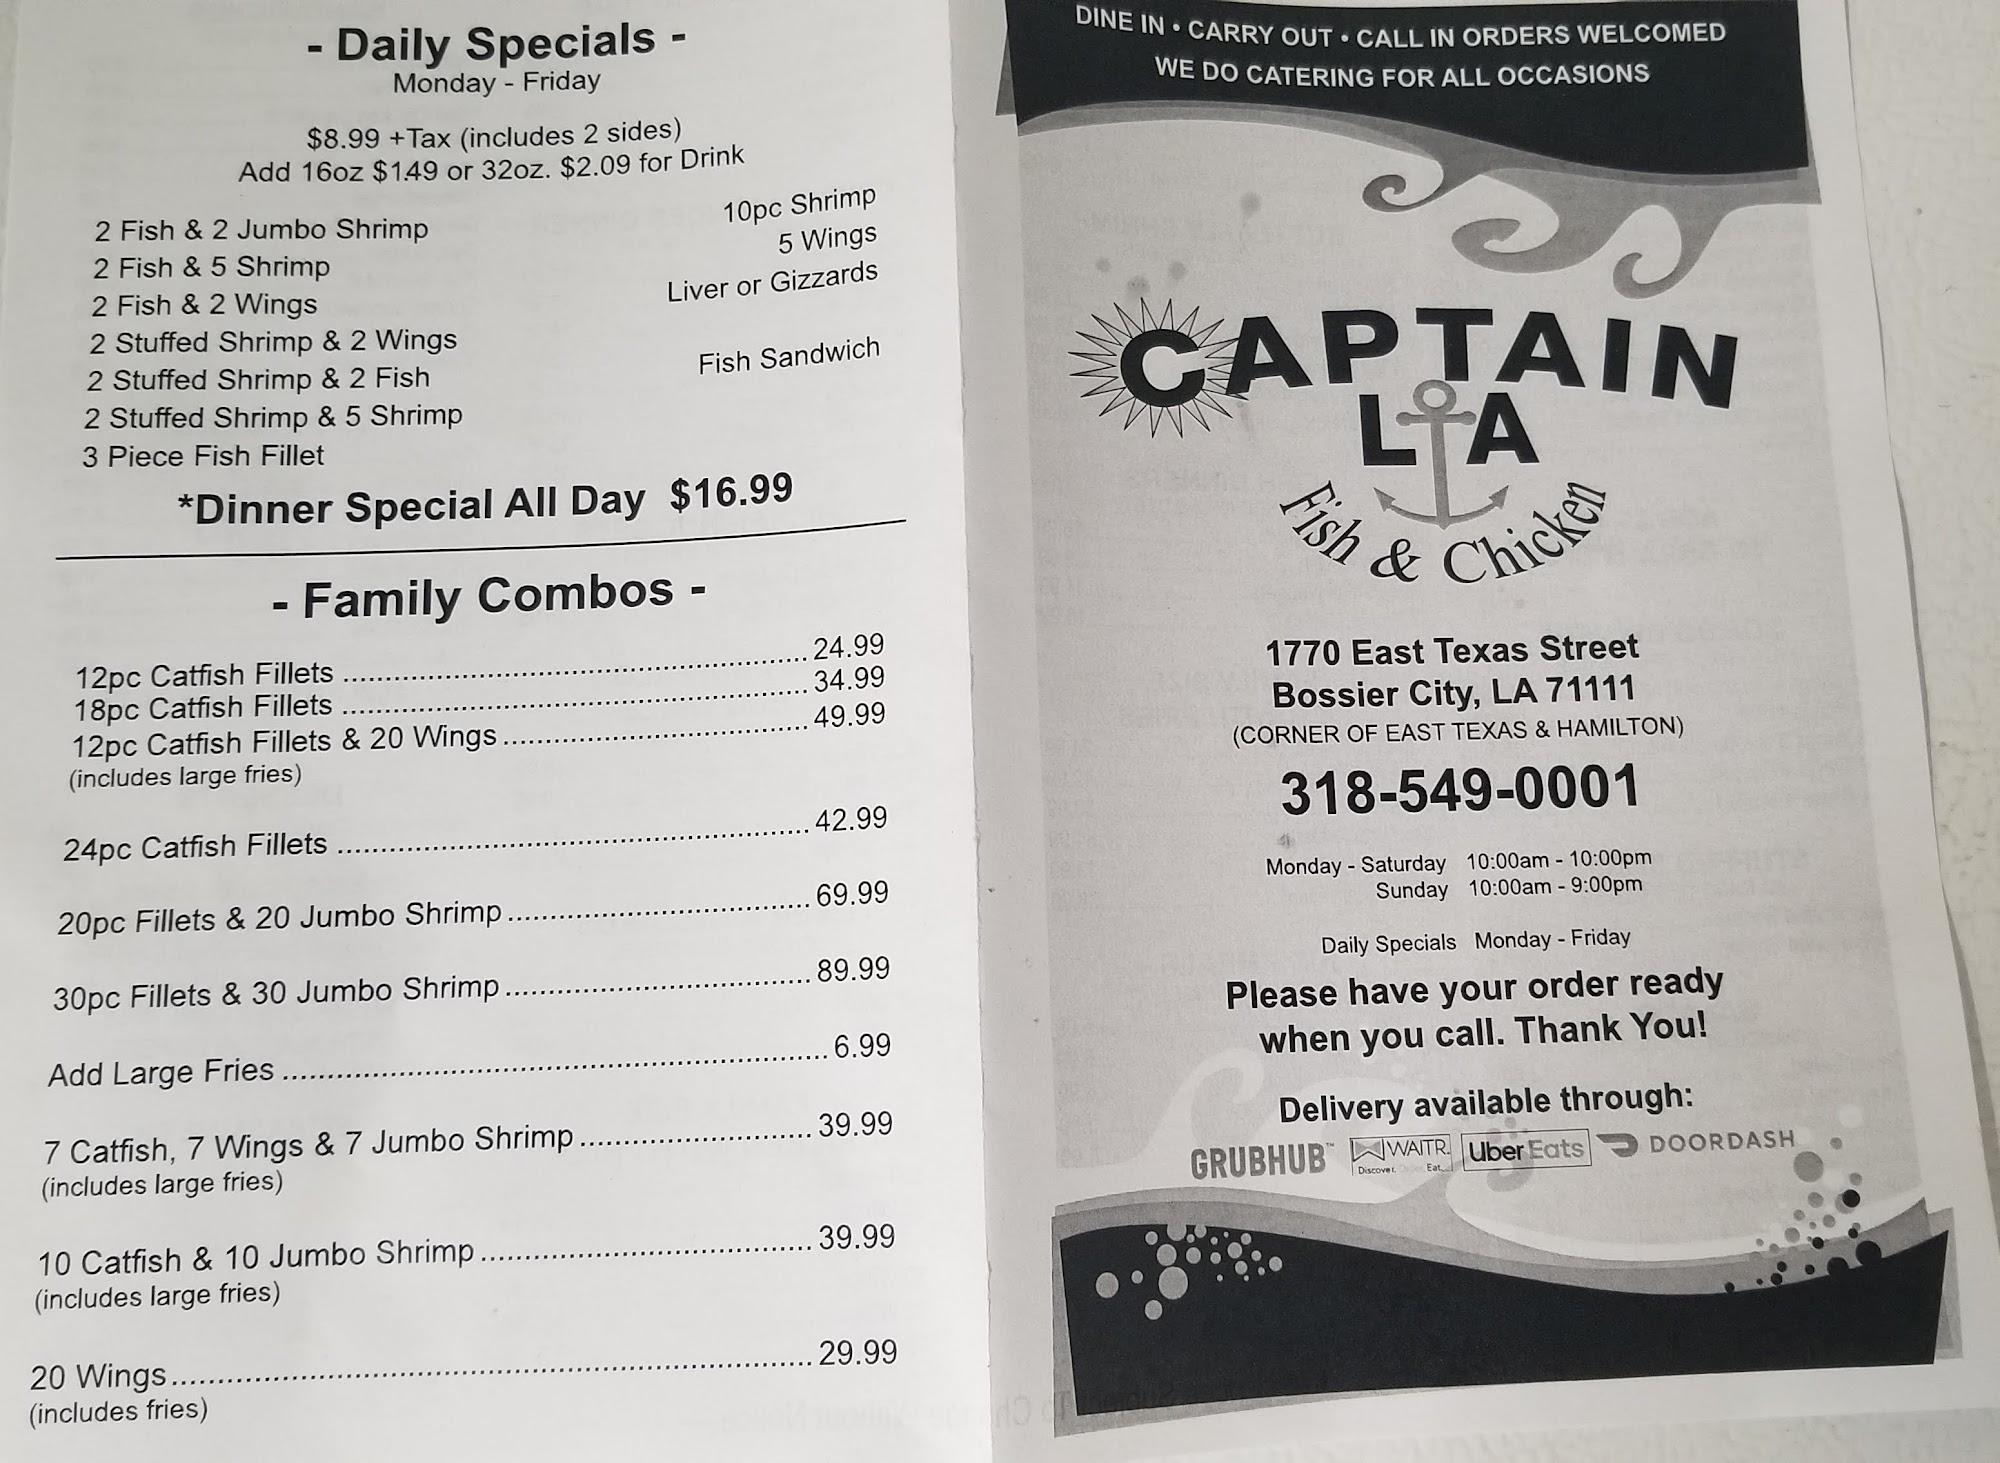 - Daily Specials -
Monday - Friday
$8.99 +Tax (includes 2 sides)
Add 16oz $1.49 or 32oz. $2.09 for Drink
2 Fish & 2 Jumbo Shrimp
2 Fish & 5 Shrimp
2 Fish & 2 Wings
2 Stuffed Shrimp & 2 Wings
2 Stuffed Shrimp & 2 Fish
2 Stuffed Shrimp & 5 Shrimp
3 Piece Fish Fillet
10pc Shrimp
5 Wings
Liver or Gizzards
Fish Sandwich
*Dinner Special All Day $16.99
- Family Combos -
12pc Catfish Fillets 24.99
18pc Catfish Fillets 34.99
12pc Catfish Fillets & 20 Wings 49.99
(includes large fries)
24pc Catfish Fillets 42.99
20pc Fillets & 20 Jumbo Shrimp 69.99
30pc Fillets & 30 Jumbo Shrimp 89.99
Add Large Fries 6.99
7 Catfish, 7 Wings & 7 Jumbo Shrimp 39.99
(includes large fries)
10 Catfish & 10 Jumbo Shrimp 39.99
(includes large fries)
20 Wings 29.99
(includes fries)
DINE IN • CARRY OUT • CALL IN ORDERS WELCOMED
WE DO CATERING FOR ALL OCCASIONS
CAPTAIN
LA
Fish & Chicken
1770 East Texas Street
Bossier City, LA 71111
(CORNER OF EAST TEXAS & HAMILTON)
318-549-0001
Monday - Saturday 10:00am - 10:00pm
Sunday 10:00am - 9:00pm
Daily Specials Monday - Friday
Please have your order ready
when you call. Thank You!
Delivery available through:
GRUBHUB™ WAITR. Uber Eats DOORDASH
Discover. Eat.